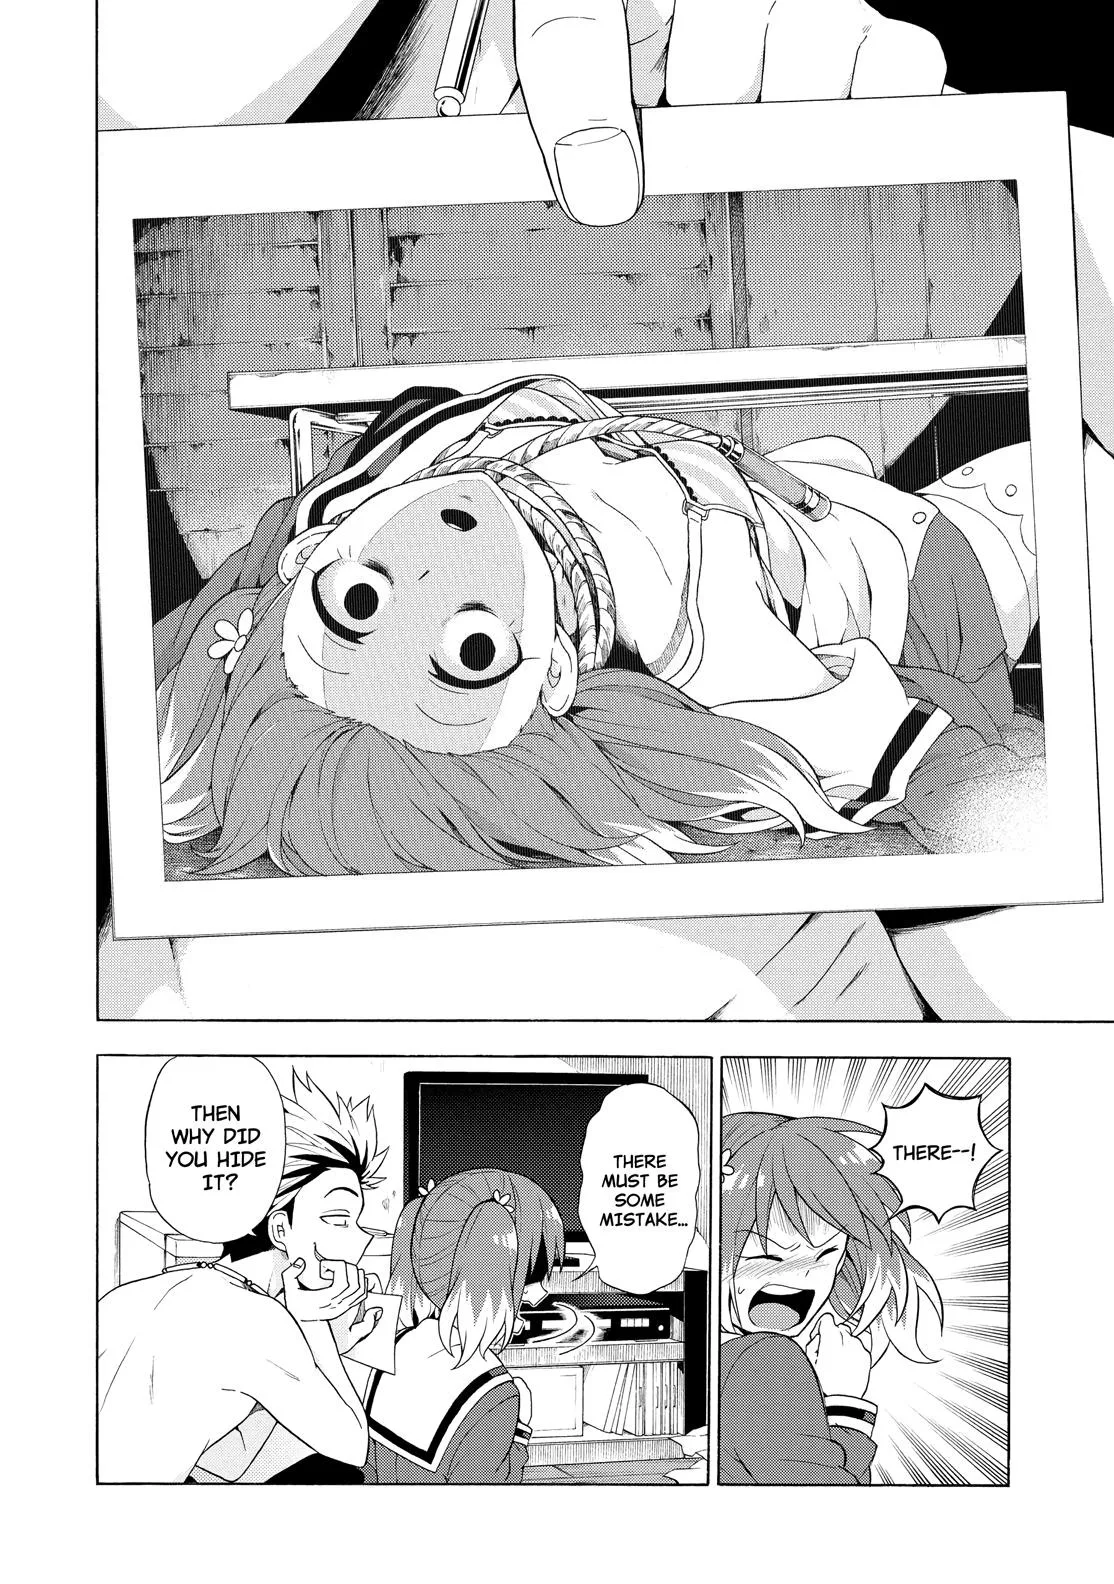 THERE--!
THERE
MUST BE
SOME
MISTAKE...
THEN
WHY DID
YOU HIDE
IT?